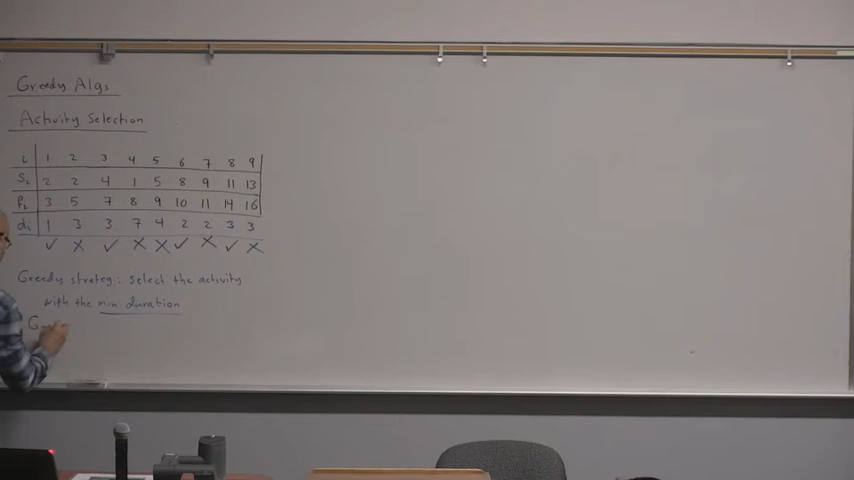 Greedy Algs
Activity Selection
i 1 2 3 4 5 6 7 8 9
Si 2 2 4 1 5 8 9 11 13
fi 3 5 7 8 9 10 11 14 16
di 1 3 3 7 4 2 2 3 3
✓ X ✓ X X ✓ X ✓ X
Greedy strateg: select the activity
with the min duration
G